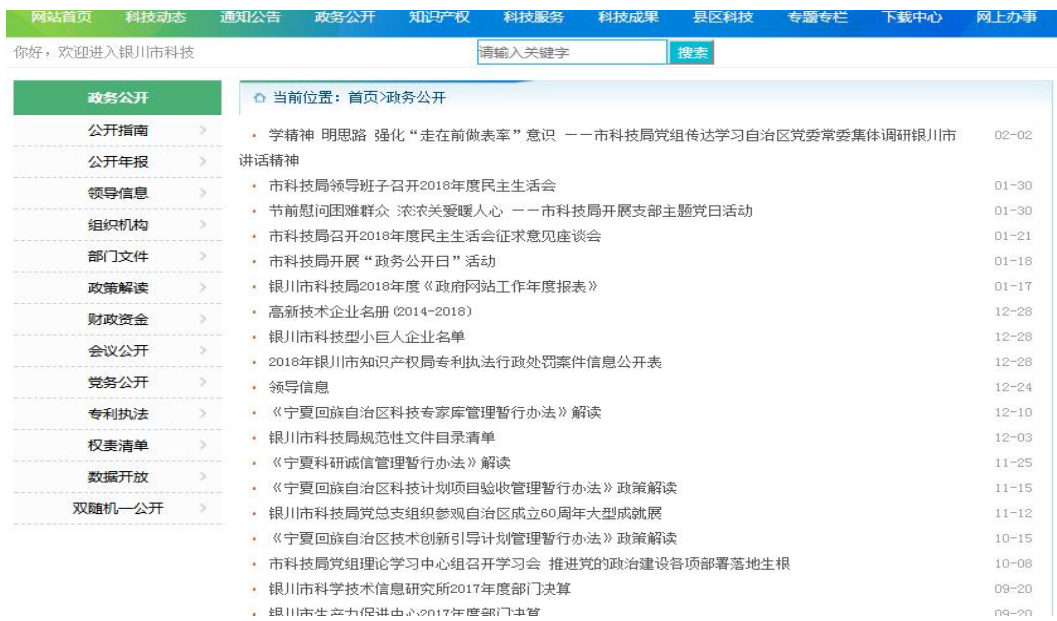 网站首页 科技动态 通知公告 政务公开 知识产权 科技服务 科技成果 县区科技 专题专栏 下载中心 网上办事
你好，欢迎进入银川市科技 请输入关键字 搜索
政务公开
公开指南
公开年报
领导信息
组织机构
部门文件
政策解读
财政资金
会议公开
党务公开
专利执法
权责清单
数据开放
双随机一公开
当前位置：首页>政务公开
学精神 明思路 强化“走在前做表率”意识 ——市科技局党组传达学习自治区党委常委集体调研银川市 02-02
讲话精神
市科技局领导班子召开2018年度民主生活会 01-30
节前慰问困难群众 浓浓关爱暖人心 ——市科技局开展支部主题党日活动 01-30
市科技局召开2018年度民主生活会征求意见座谈会 01-21
市科技局开展“政务公开日”活动 01-18
银川市科技局2018年度《政府网站工作年度报表》 01-17
高新技术企业名册(2014-2018) 12-28
银川市科技型小巨人企业名单 12-28
2018年银川市知识产权局专利执法行政处罚案件信息公开表 12-28
领导信息 12-24
《宁夏回族自治区科技专家库管理暂行办法》解读 12-10
银川市科技局规范性文件目录清单 12-03
《宁夏科研诚信管理暂行办法》解读 11-25
《宁夏回族自治区科技计划项目验收管理暂行办法》政策解读 11-15
银川市科技局党总支组织参观自治区成立60周年大型成就展 11-12
《宁夏回族自治区技术创新引导计划管理暂行办法》政策解读 10-15
市科技局党组理论学习中心组召开学习会 推进党的政治建设各项部署落地生根 10-08
银川市科学技术信息研究所2017年度部门决算 09-20
银川市生产力促进中心2017年度部门决算 09-20